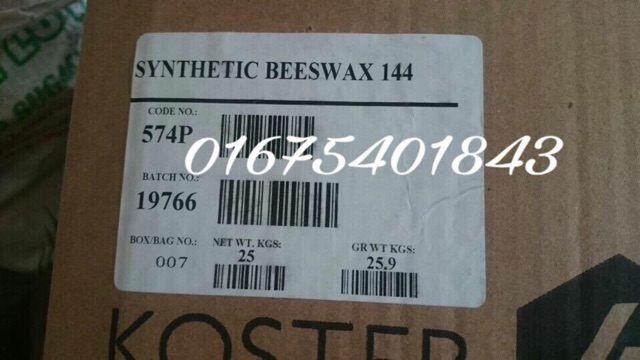 SYNTHETIC BEESWAX 144
CODE NO.:
574P
01675401843
BATCH NO.:
19766
BOX/BAG NO.:
007
NET WT. KGS:
25
GR WT KGS:
25.9
KOSTER